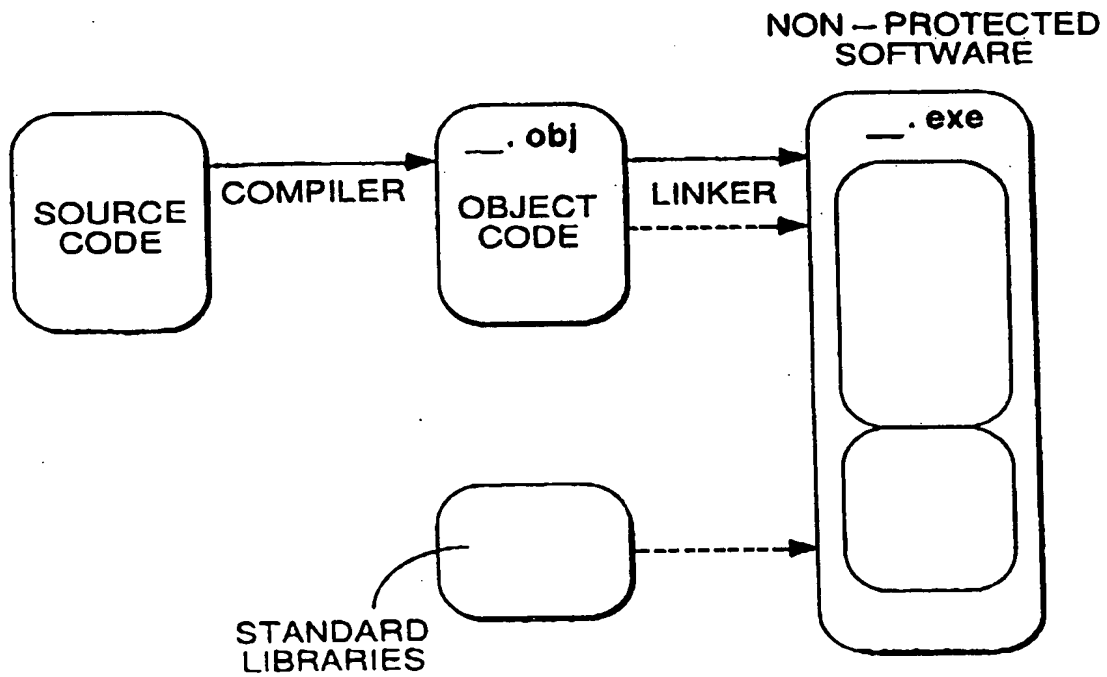 NON – PROTECTED
SOFTWARE
__. obj
__. exe
COMPILER
LINKER
SOURCE
CODE
OBJECT
CODE
STANDARD
LIBRARIES